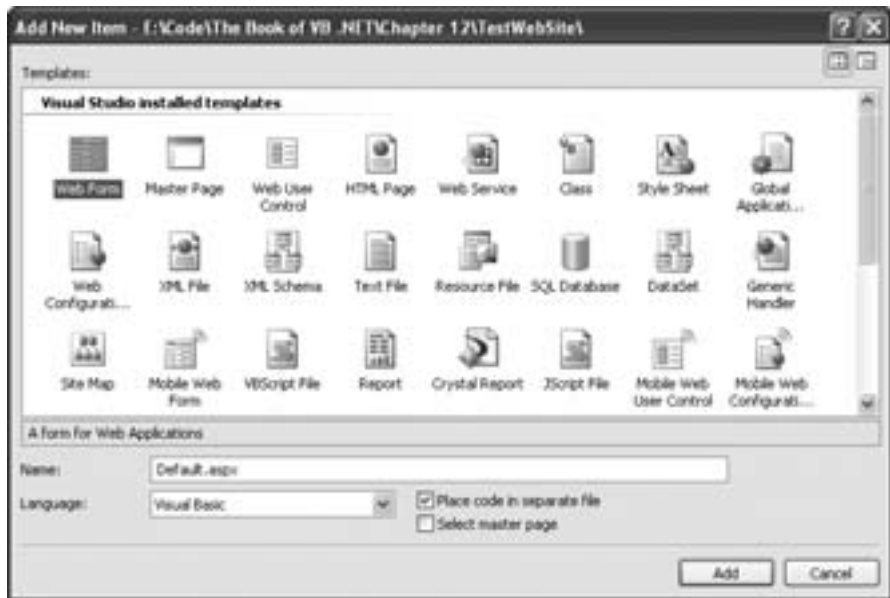 Add New Item - E:\Code\The Book of VB .NET\Chapter 12\TestWebSite\
Templates:
Visual Studio installed templates
Web Form
Master Page
Web User
Control
HTML Page
Web Service
Class
Style Sheet
Global
Applicati...
Web
Configurati...
XML File
XML Schema
Text File
Resource File
SQL Database
DataSet
Generic
Handler
Site Map
Mobile Web
Form
VBScript File
Report
Crystal Report
JScript File
Mobile Web
User Control
Mobile Web
Configurati...
A form for Web Applications
Name:
Default.aspx
Language:
Visual Basic
Place code in separate file
Select master page
Add
Cancel